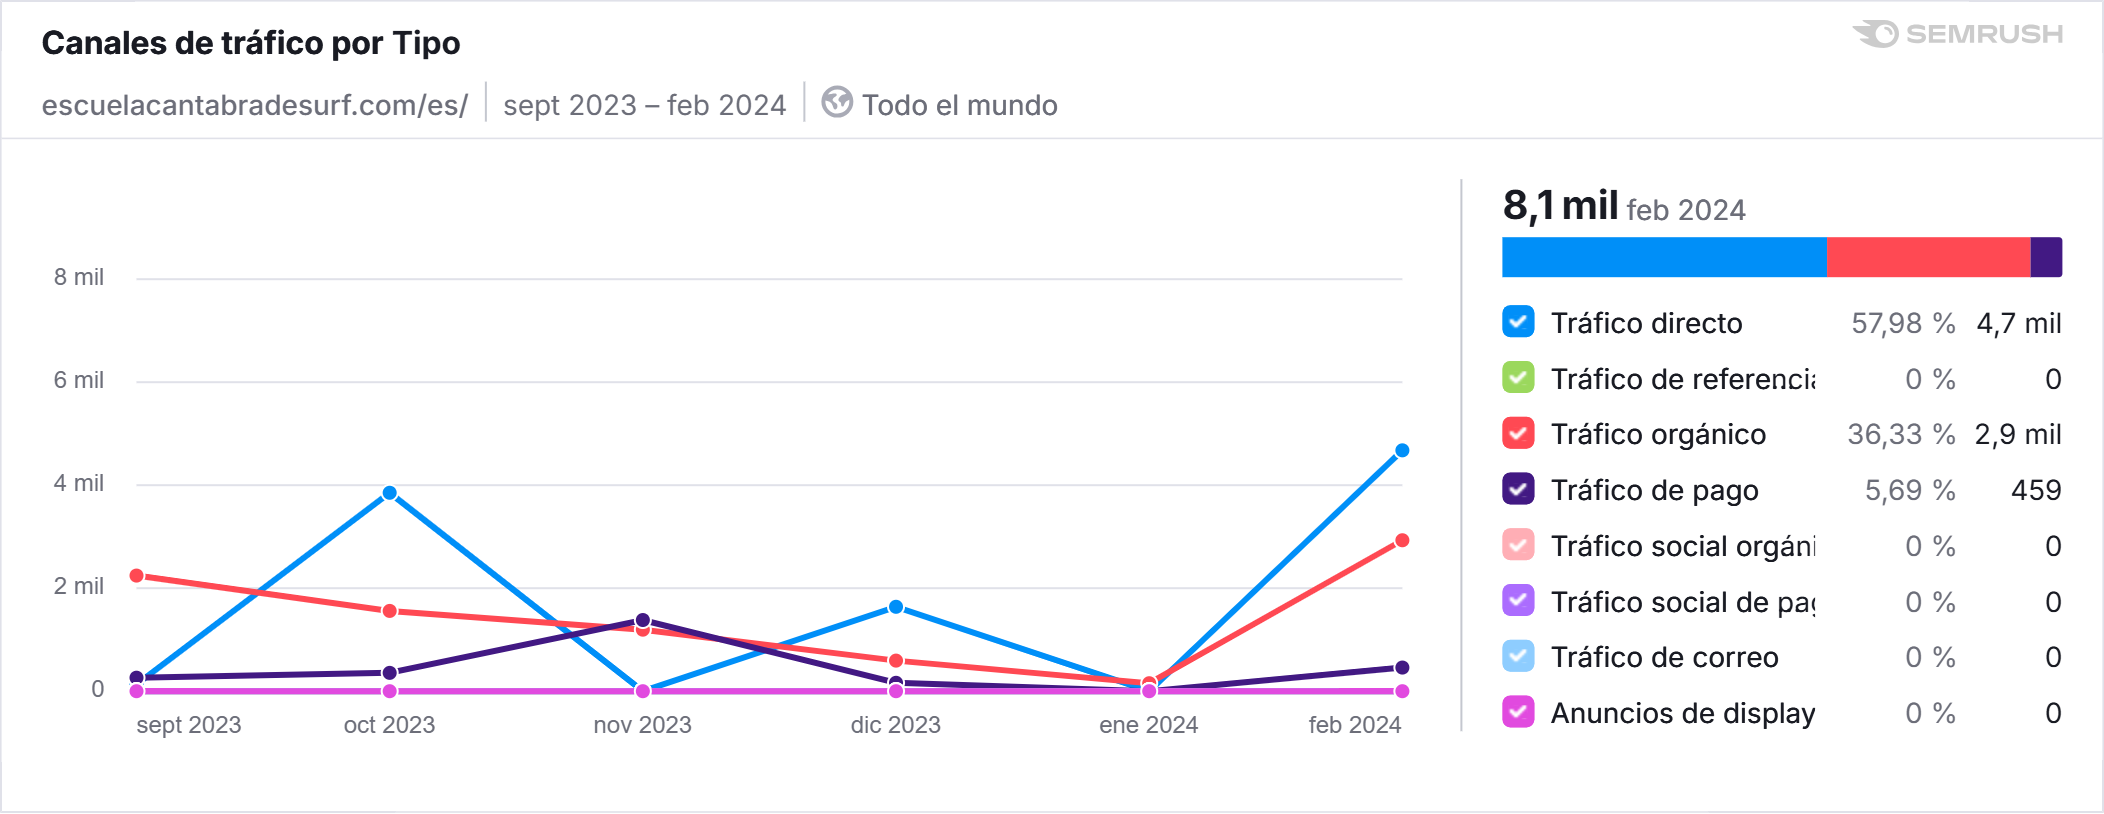 Canales de tráfico por Tipo
SEMRUSH
escuelacantabradesurf.com/es/ sept 2023 – feb 2024 Todo el mundo
8 mil
6 mil
4 mil
2 mil
0
sept 2023 oct 2023 nov 2023 dic 2023 ene 2024 feb 2024
8,1 mil feb 2024
Tráfico directo 57,98 % 4,7 mil
Tráfico de referencia 0 % 0
Tráfico orgánico 36,33 % 2,9 mil
Tráfico de pago 5,69 % 459
Tráfico social orgáni 0 % 0
Tráfico social de pag 0 % 0
Tráfico de correo 0 % 0
Anuncios de display 0 % 0